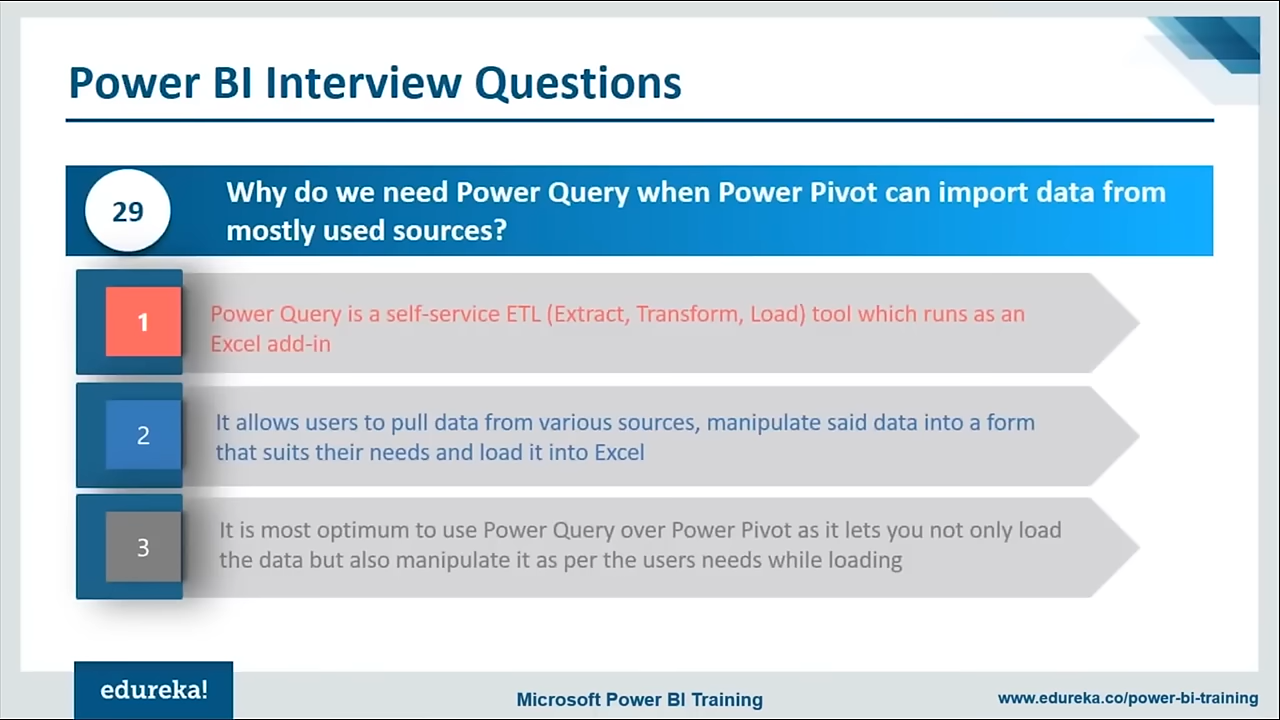 Power BI Interview Questions
29
Why do we need Power Query when Power Pivot can import data from
mostly used sources?
1
Power Query is a self-service ETL (Extract, Transform, Load) tool which runs as an
Excel add-in
2
It allows users to pull data from various sources, manipulate said data into a form
that suits their needs and load it into Excel
3
It is most optimum to use Power Query over Power Pivot as it lets you not only load
the data but also manipulate it as per the users needs while loading
edureka!
Microsoft Power BI Training
www.edureka.co/power-bi-training